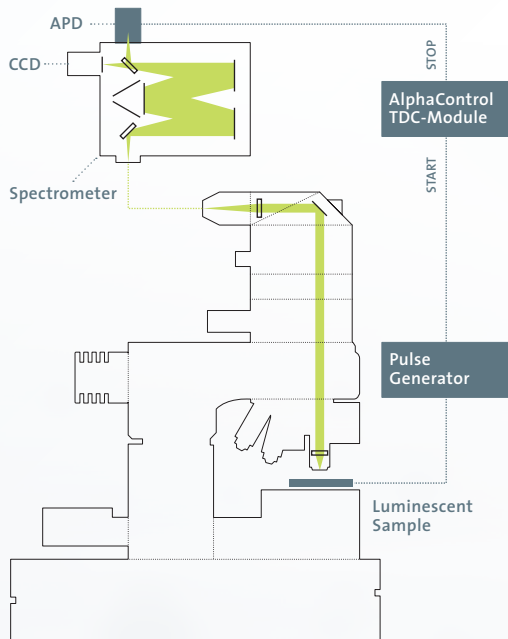 APD
CCD
STOP
AlphaControl
TDC-Module
START
Spectrometer
Pulse
Generator
Luminescent
Sample